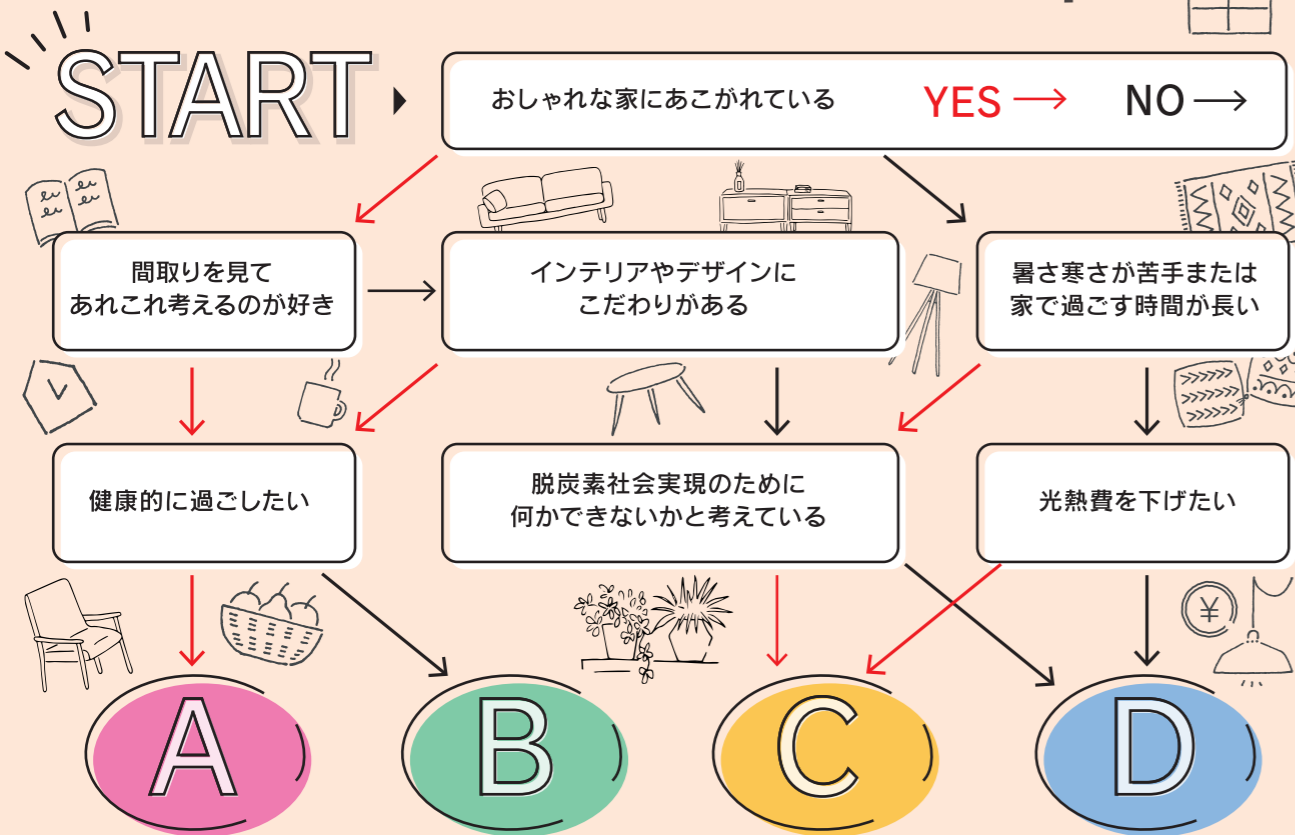 START
おしゃれな家にあこがれている YES → NO →
間取りを見て
あれこれ考えるのが好き
インテリアやデザインに
こだわりがある
暑さ寒さが苦手または
家で過ごす時間が長い
健康的に過ごしたい
脱炭素社会実現のために
何かできないかと考えている
光熱費を下げたい
¥
A
B
C
D